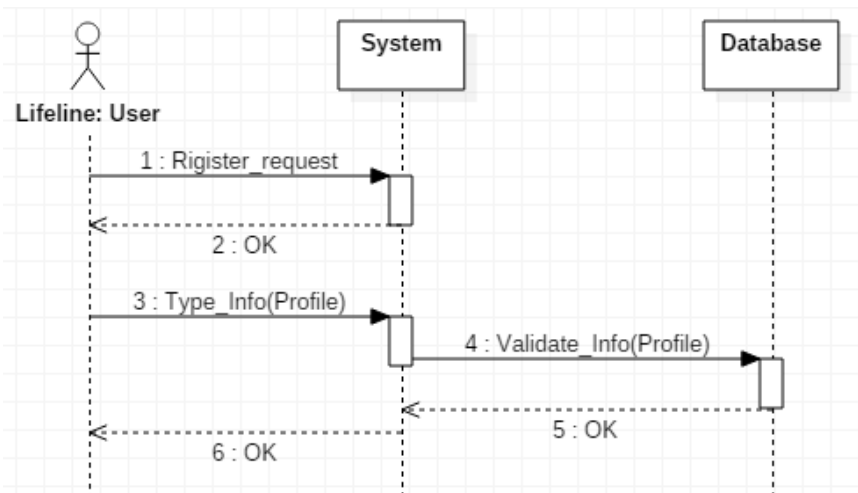 System
Database
Lifeline: User
1 : Rigister_request
2 : OK
3 : Type_Info(Profile)
4 : Validate_Info(Profile)
5 : OK
6 : OK